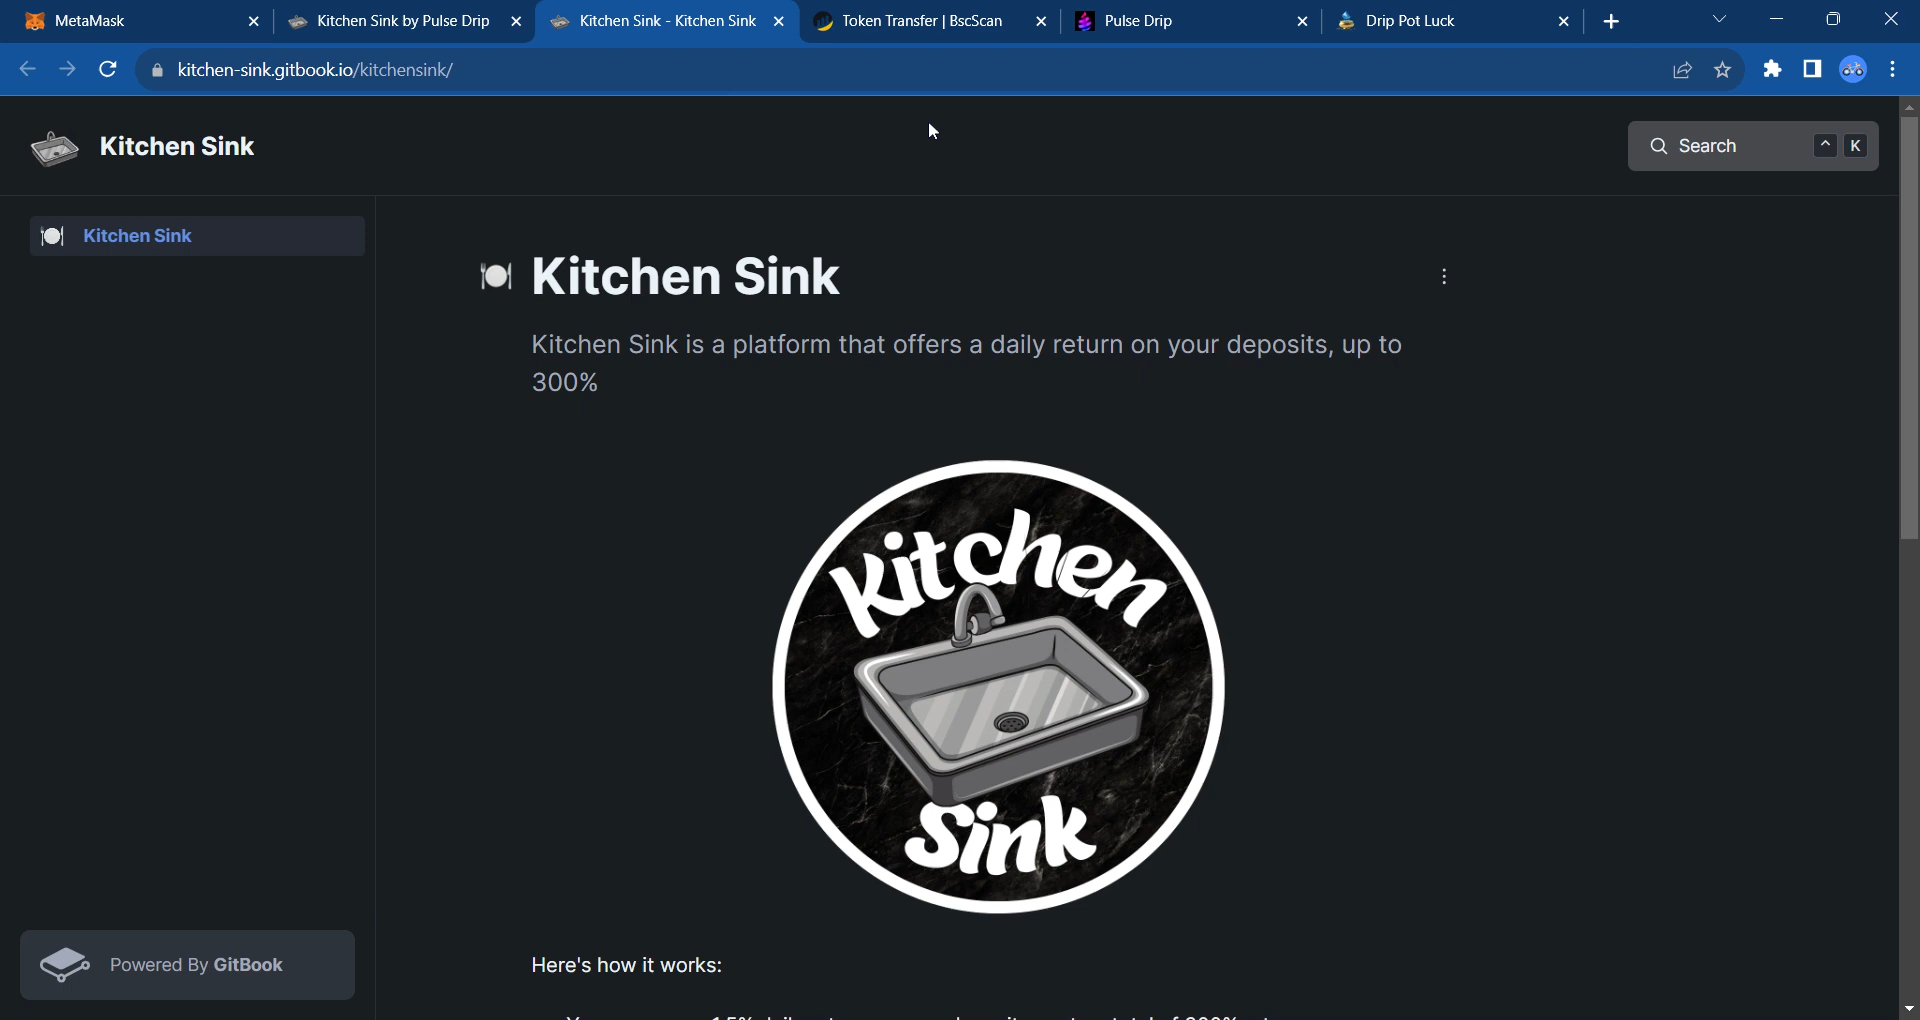 MetaMask
Kitchen Sink by Pulse Drip
Kitchen Sink - Kitchen Sink
Token Transfer | BscScan
Pulse Drip
Drip Pot Luck
kitchen-sink.gitbook.io/kitchensink/
Kitchen Sink
Search
^ K
Kitchen Sink
Kitchen Sink
Kitchen Sink is a platform that offers a daily return on your deposits, up to
300%
Kitchen
Sink
Here's how it works:
Powered By GitBook